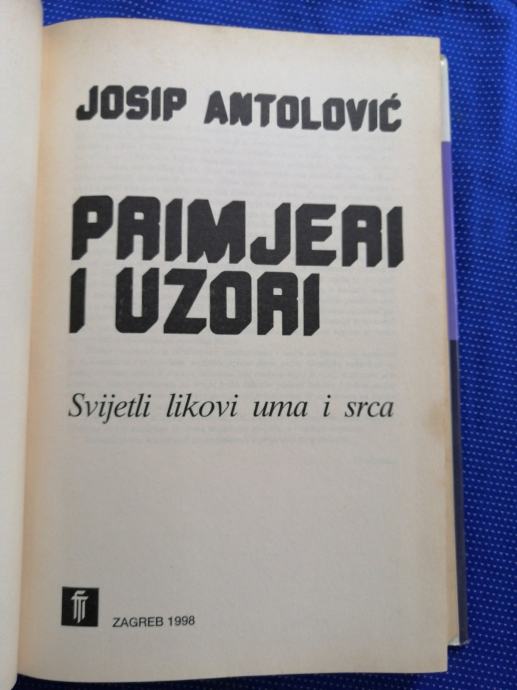 JOSIP ANTOLOVIĆ
PRIMJERI
I UZORI
Svijetli likovi uma i srca
ZAGREB 1998